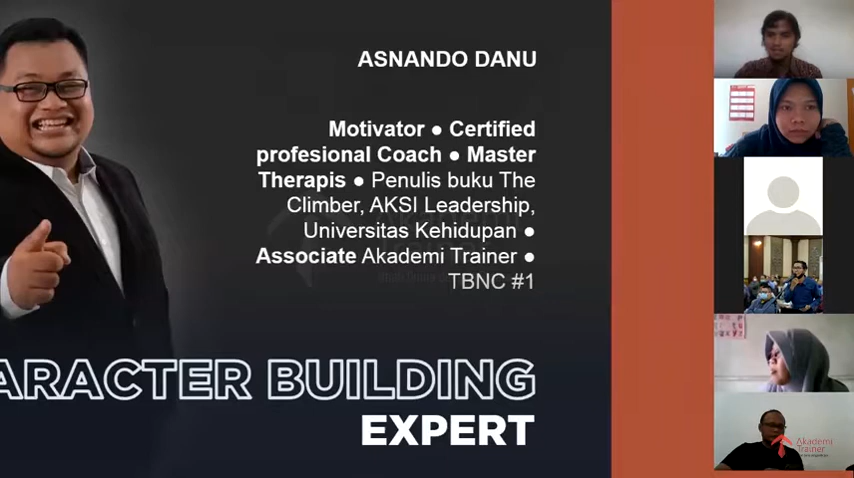 ASNANDO DANU
Motivator ● Certified
profesional Coach ● Master
Therapis ● Penulis buku The
Climber, AKSI Leadership,
Universitas Kehidupan ●
Associate Akademi Trainer ●
TBNC #1
ARACTER BUILDING
EXPERT
Akademi
Trainer